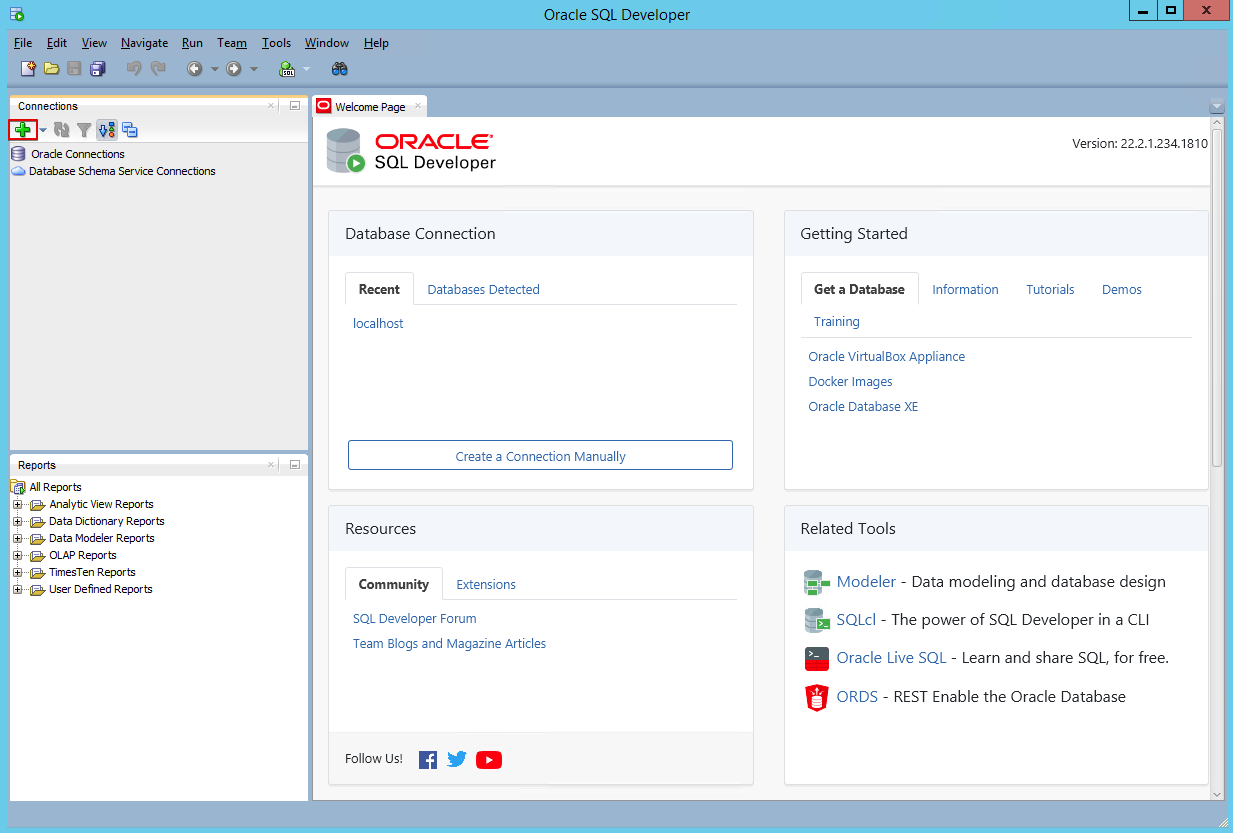 Oracle SQL Developer
File Edit View Navigate Run Team Tools Window Help
SQL
Connections
Oracle Connections
Database Schema Service Connections
Reports
All Reports
Analytic View Reports
Data Dictionary Reports
Data Modeler Reports
OLAP Reports
TimesTen Reports
User Defined Reports
Welcome Page
ORACLE
SQL Developer
Version: 22.2.1.234.1810
Database Connection
Recent Databases Detected
localhost
Create a Connection Manually
Getting Started
Get a Database Information Tutorials Demos
Training
Oracle VirtualBox Appliance
Docker Images
Oracle Database XE
Resources
Community Extensions
SQL Developer Forum
Team Blogs and Magazine Articles
Follow Us!
Related Tools
Modeler - Data modeling and database design
SQLcl - The power of SQL Developer in a CLI
Oracle Live SQL - Learn and share SQL, for free.
ORDS - REST Enable the Oracle Database